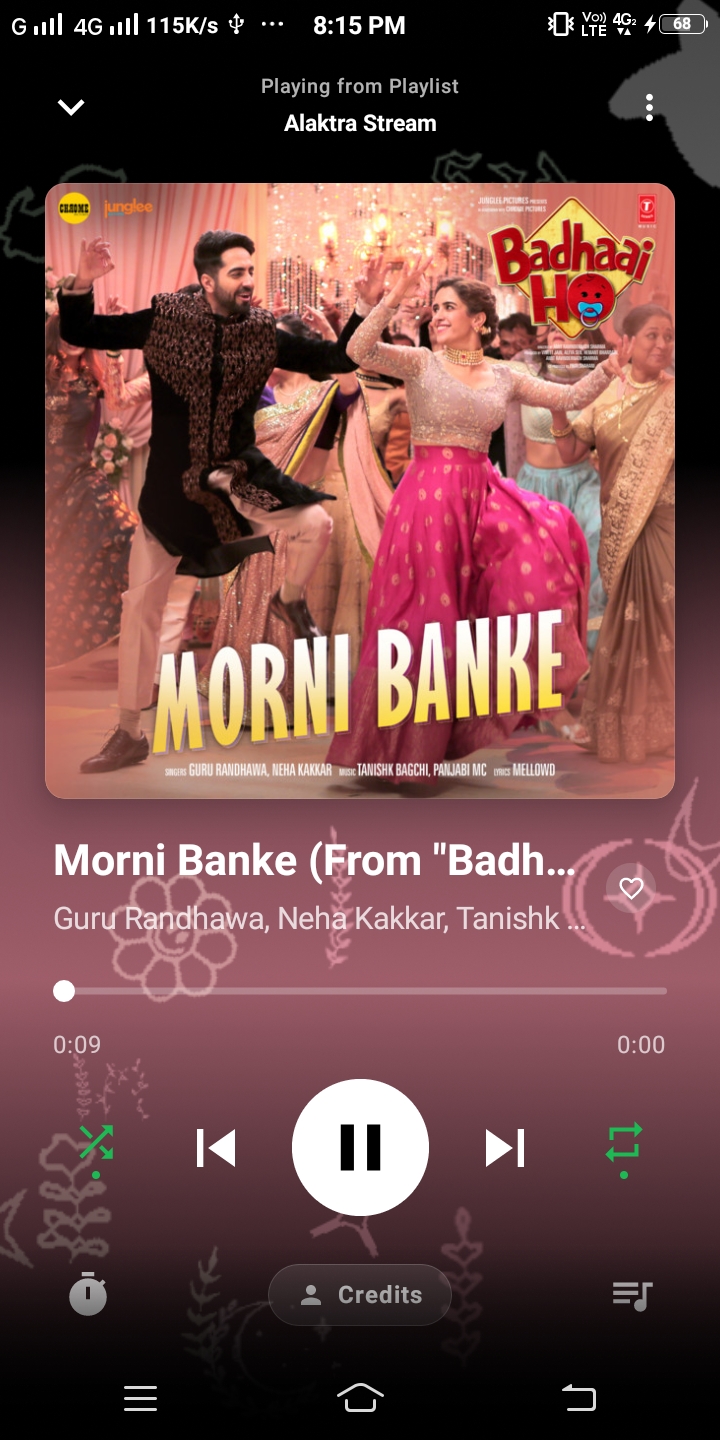 G 4G 115K/s ··· 8:15 PM Vo)) LTE 4G2 68
Playing from Playlist
Alaktra Stream
CHROME
junglee
JUNGLEE PICTURES PRESENTS
T
Badhaai
HO
MORNI BANKE
SINGERS GURU RANDHAWA, NEHA KAKKAR MUSIC TANISHK BAGCHI, PANJABI MC LYRICS MELLOWD
Morni Banke (From "Badh...
Guru Randhawa, Neha Kakkar, Tanishk ...
0:09
0:00
Credits